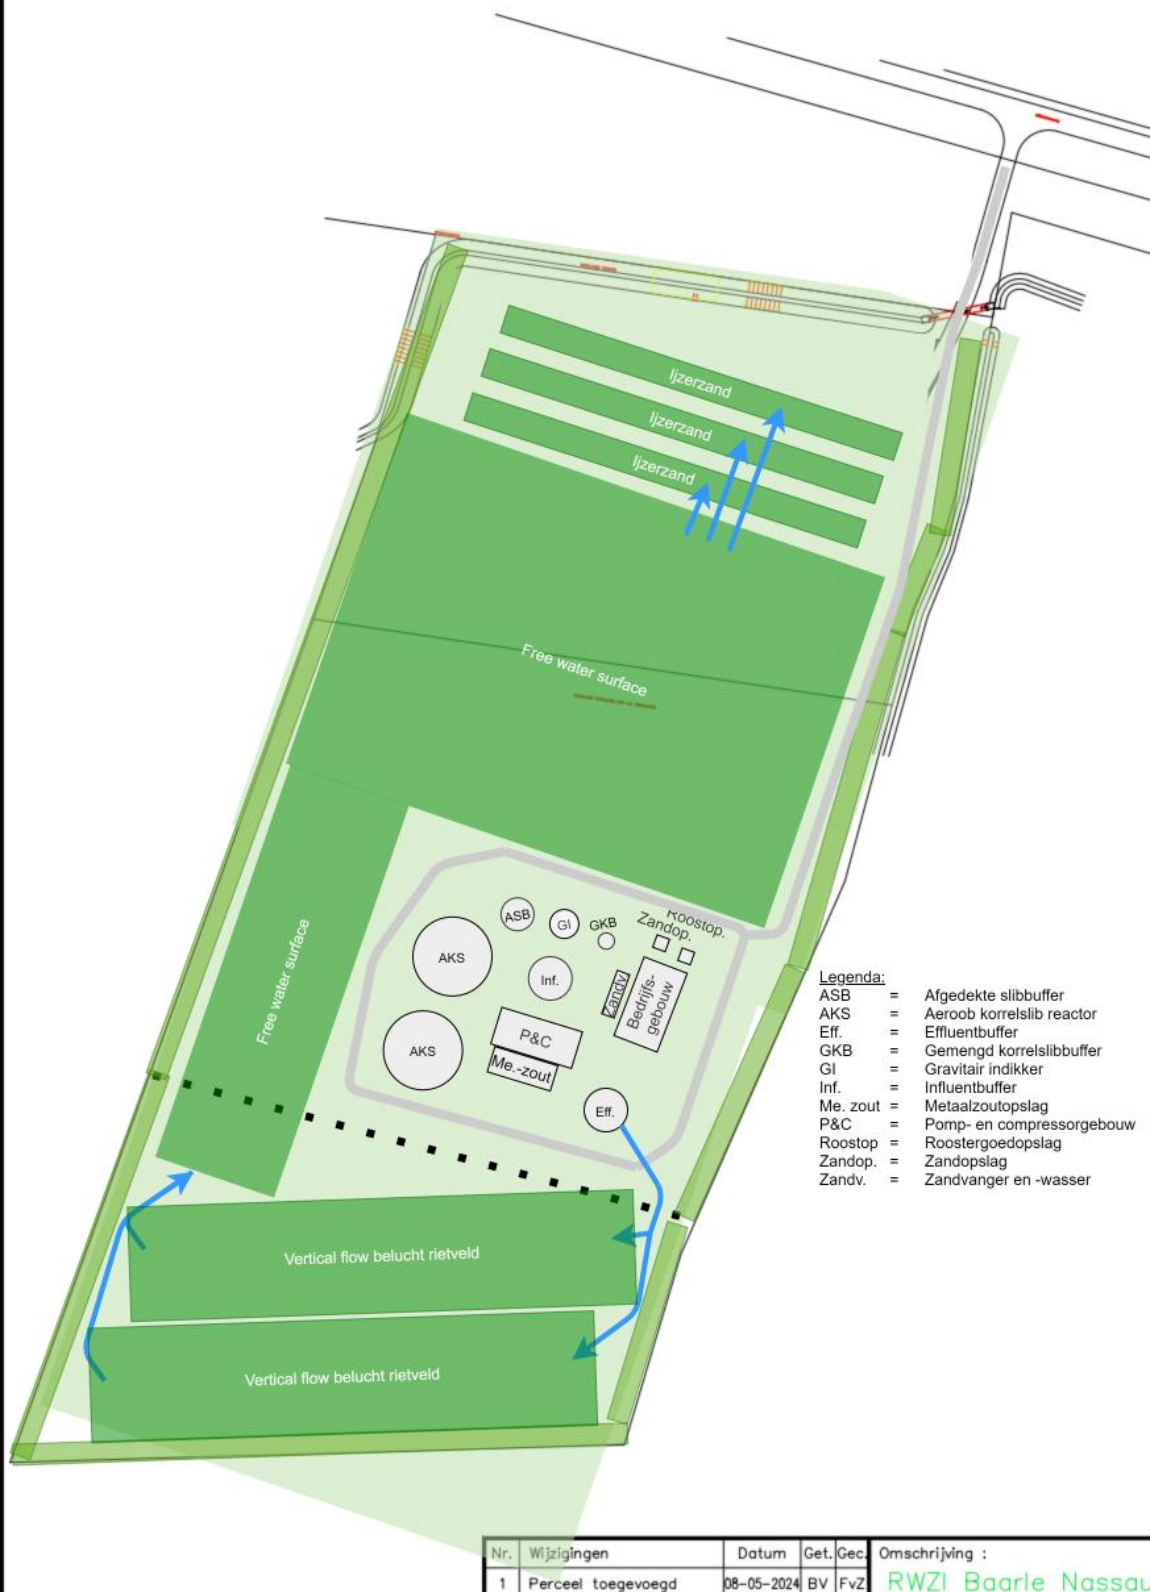 Ijzerzand
Ijzerzand
Ijzerzand
Free water surface
Free water surface
ASB
GI
GKB
Zandop.
Roostop.
AKS
Inf.
Zandv.
Bedrijfs-
gebouw
P&C
Me.-zout
AKS
Eff.
Legenda:
ASB = Afgedekte slibbuffer
AKS = Aeroob korrelslib reactor
Eff. = Effluentbuffer
GKB = Gemengd korrelslibbuffer
GI = Gravitair indikker
Inf. = Influentbuffer
Me. zout = Metaalzoutopslag
P&C = Pomp- en compressorgebouw
Roostop = Roostergoedopslag
Zandop. = Zandopslag
Zandv. = Zandvanger en -wasser
Vertical flow belucht rietveld
Vertical flow belucht rietveld
Nr. Wijzigingen Datum Get. Gec. Omschrijving :
1 Perceel toegevoegd 08-05-2024 BV FvZ RWZI Baarle Nassau